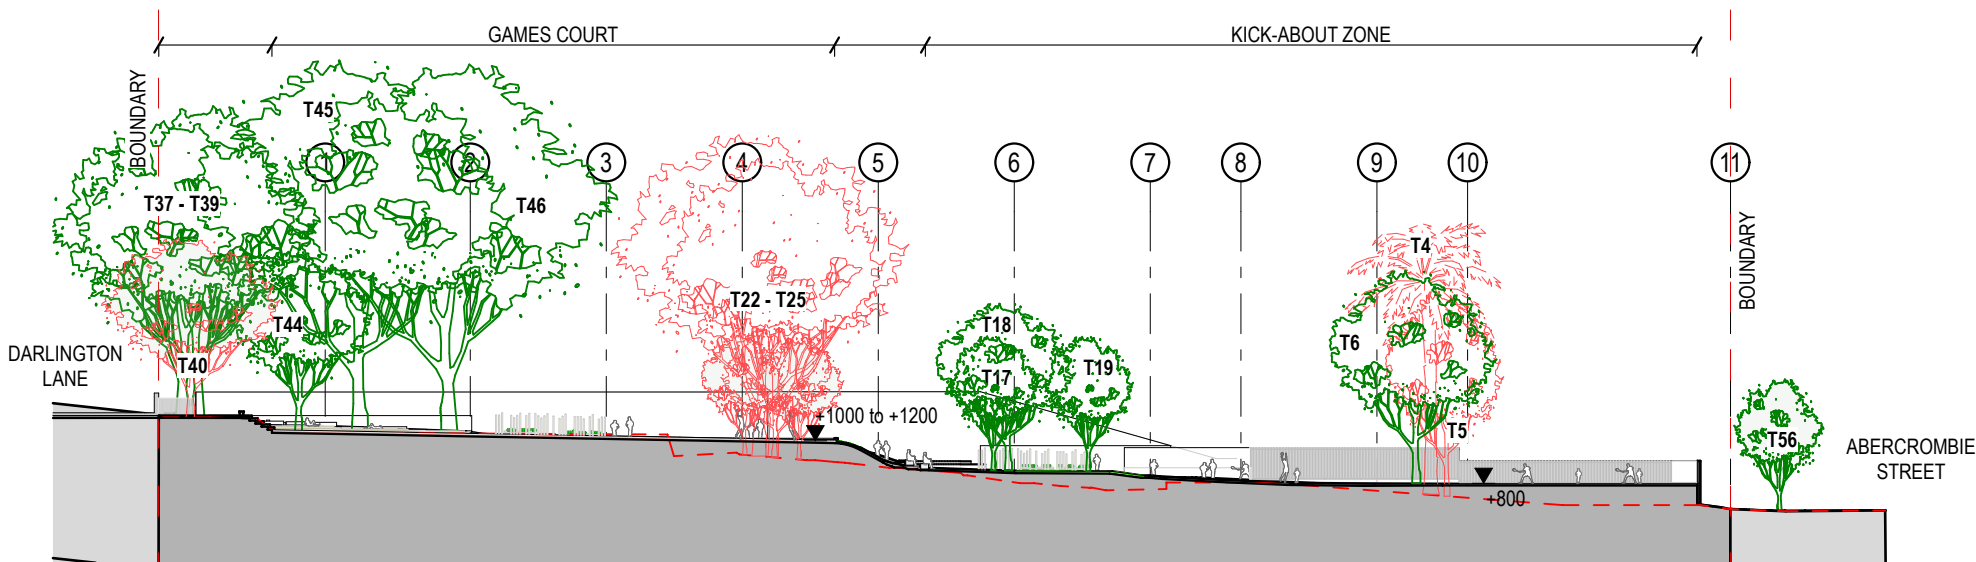 GAMES COURT
KICK-ABOUT ZONE
BOUNDARY
BOUNDARY
1
2
3
4
5
6
7
8
9
10
11
T45
T46
T37 - T39
T4
T22 - T25
T44
T18
T6
T40
T17
T19
DARLINGTON
LANE
+1000 to +1200
T5
T56
ABERCROMBIE
STREET
+800